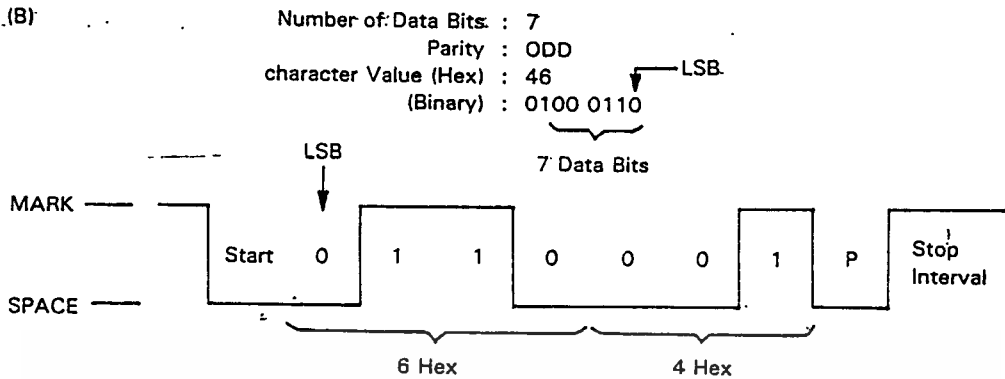 (B)
Number of Data Bits : 7
Parity : ODD
character Value (Hex) : 46
LSB
(Binary) : 0100 0110
7 Data Bits
LSB
MARK
Start 0 1 1 0 0 0 1 P Stop
Interval
SPACE
6 Hex 4 Hex